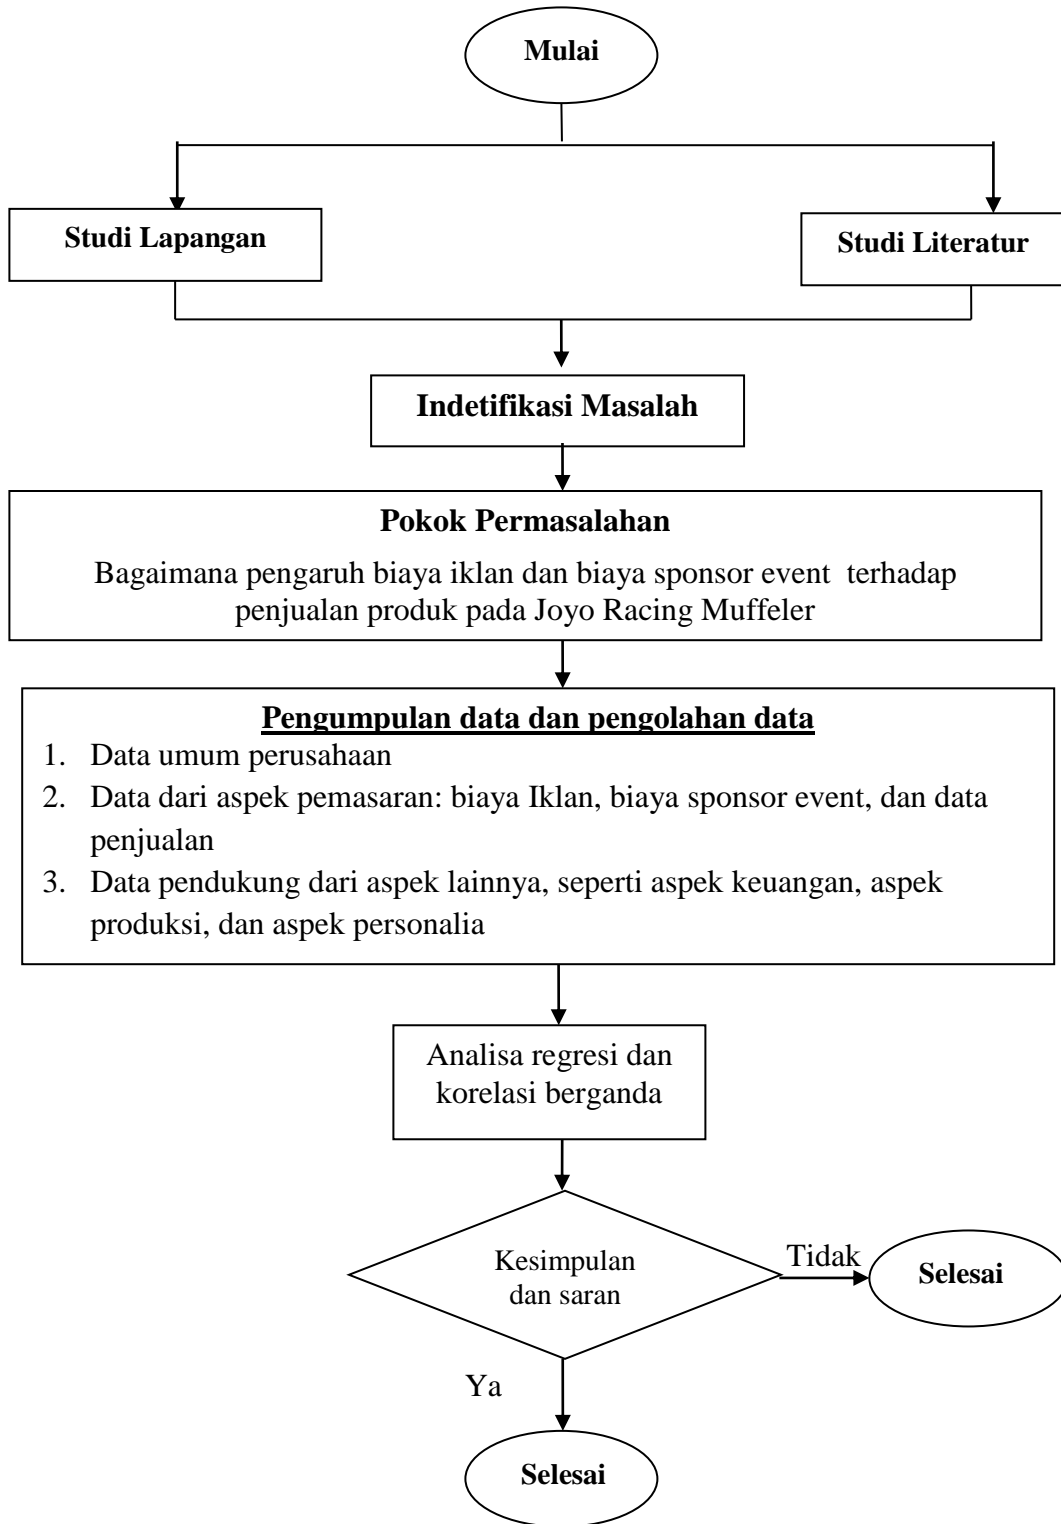 Mulai
Studi Lapangan
Studi Literatur
Indetifikasi Masalah
Pokok Permasalahan
Bagaimana pengaruh biaya iklan dan biaya sponsor event  terhadap
penjualan produk pada Joyo Racing Muffeler
Pengumpulan data dan pengolahan data
1. Data umum perusahaan
2. Data dari aspek pemasaran: biaya Iklan, biaya sponsor event, dan data
penjualan
3. Data pendukung dari aspek lainnya, seperti aspek keuangan, aspek
produksi, dan aspek personalia
Analisa regresi dan
korelasi berganda
Kesimpulan
dan saran
Tidak
Selesai
Ya
Selesai